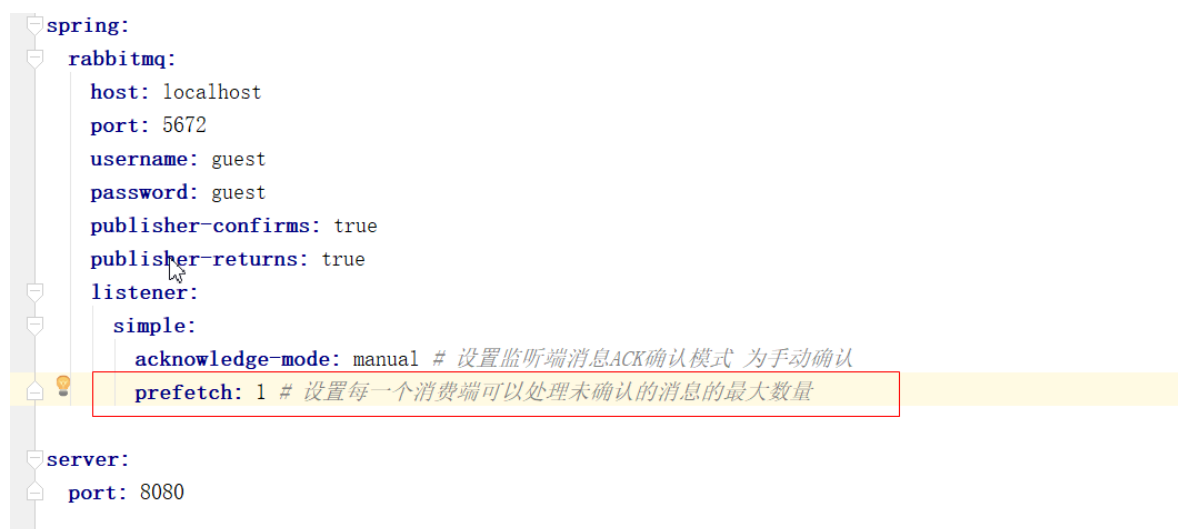 spring:
  rabbitmq:
    host: localhost
    port: 5672
    username: guest
    password: guest
    publisher-confirms: true
    publisher-returns: true
    listener:
      simple:
        acknowledge-mode: manual # 设置监听端消息ACK确认模式 为手动确认
        prefetch: 1 # 设置每一个消费端可以处理未确认的消息的最大数量
server:
  port: 8080